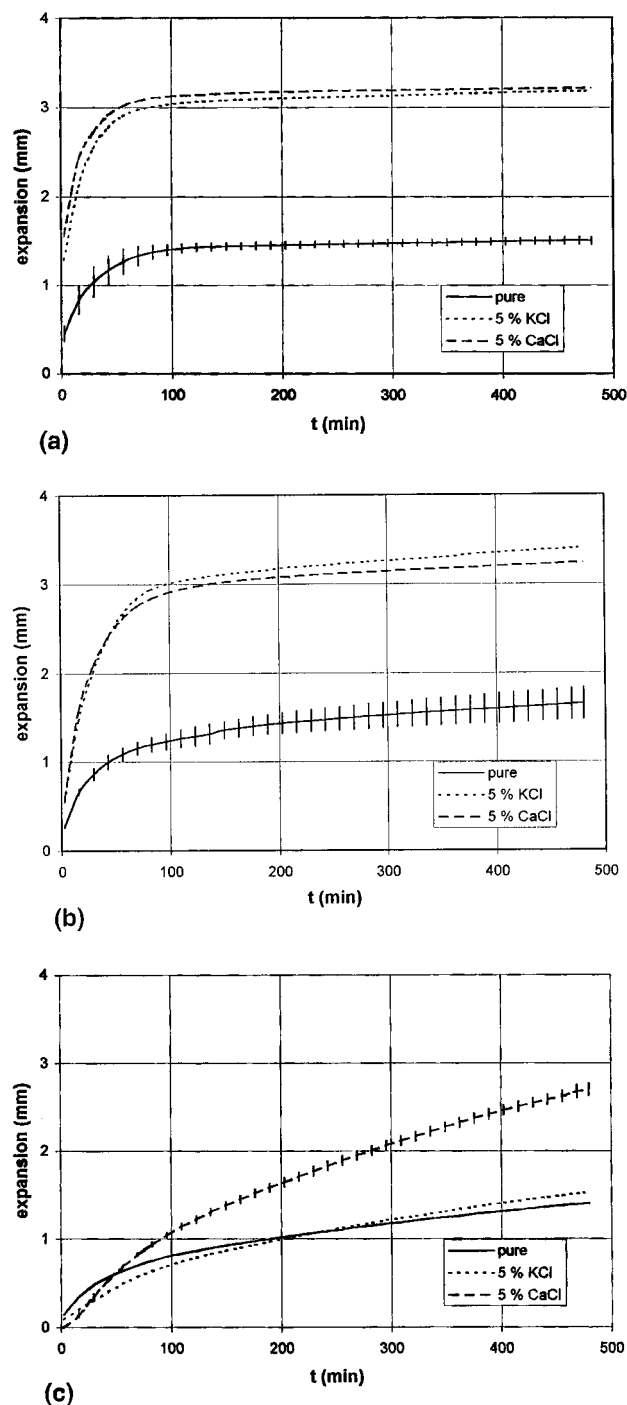 4
3
2
1
0
expansion (mm)
pure
5 % KCl
5 % CaCl
0 100 200 300 400 500
t (min)
(a)
4
3
2
1
0
expansion (mm)
pure
5 % KCl
5 % CaCl
0 100 200 300 400 500
t (min)
(b)
4
3
2
1
0
expansion (mm)
pure
5 % KCl
5 % CaCl
0 100 200 300 400 500
t (min)
(c)